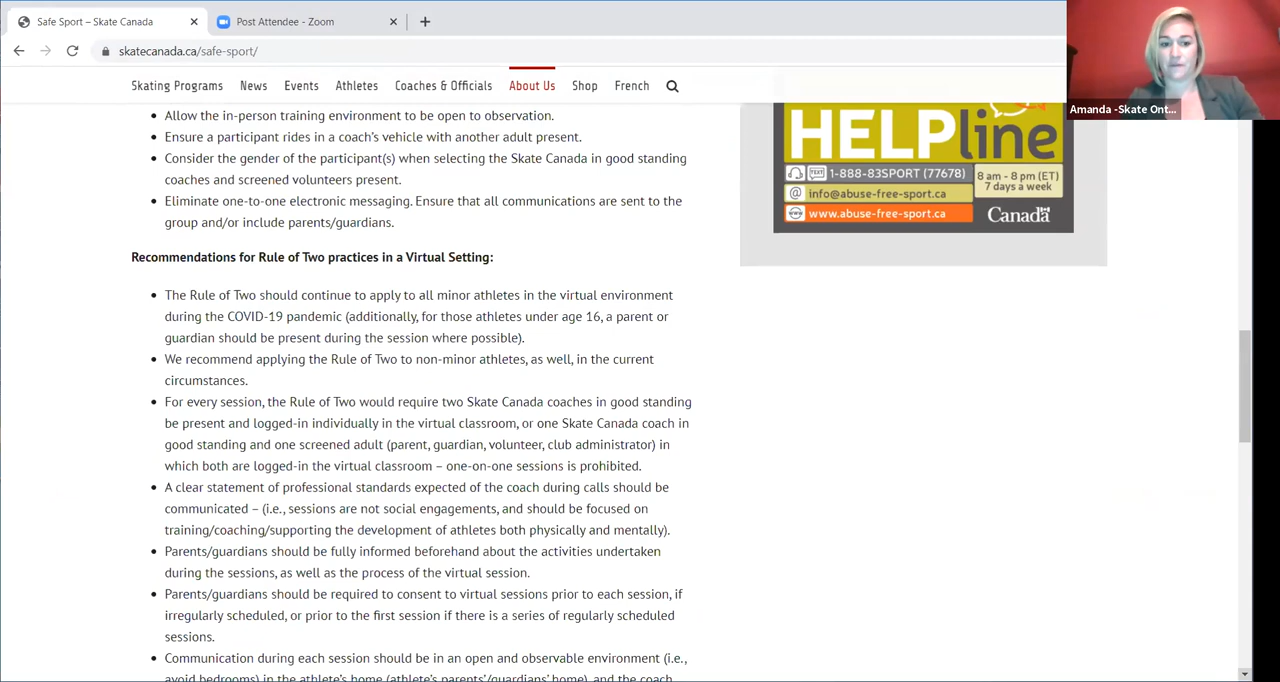 Safe Sport – Skate Canada
Post Attendee - Zoom
skatecanada.ca/safe-sport/
Skating Programs News Events Athletes Coaches & Officials About Us Shop French
Amanda -Skate Ont...
Allow the in-person training environment to be open to observation.
Ensure a participant rides in a coach's vehicle with another adult present.
Consider the gender of the participant(s) when selecting the Skate Canada in good standing
coaches and screened volunteers present.
Eliminate one-to-one electronic messaging. Ensure that all communications are sent to the
group and/or include parents/guardians.
HELPline
1-888-83SPORT (77678)
TEXT
8 am - 8 pm (ET)
7 days a week
@ info@abuse-free-sport.ca
www www.abuse-free-sport.ca
Canada
Recommendations for Rule of Two practices in a Virtual Setting:
The Rule of Two should continue to apply to all minor athletes in the virtual environment
during the COVID-19 pandemic (additionally, for those athletes under age 16, a parent or
guardian should be present during the session where possible).
We recommend applying the Rule of Two to non-minor athletes, as well, in the current
circumstances.
For every session, the Rule of Two would require two Skate Canada coaches in good standing
be present and logged-in individually in the virtual classroom, or one Skate Canada coach in
good standing and one screened adult (parent, guardian, volunteer, club administrator) in
which both are logged-in the virtual classroom – one-on-one sessions is prohibited.
A clear statement of professional standards expected of the coach during calls should be
communicated – (i.e., sessions are not social engagements, and should be focused on
training/coaching/supporting the development of athletes both physically and mentally).
Parents/guardians should be fully informed beforehand about the activities undertaken
during the sessions, as well as the process of the virtual session.
Parents/guardians should be required to consent to virtual sessions prior to each session, if
irregularly scheduled, or prior to the first session if there is a series of regularly scheduled
sessions.
Communication during each session should be in an open and observable environment (i.e.,
avoid bedrooms) in the athlete's home (athlete's parents'/guardians' home), and the coach